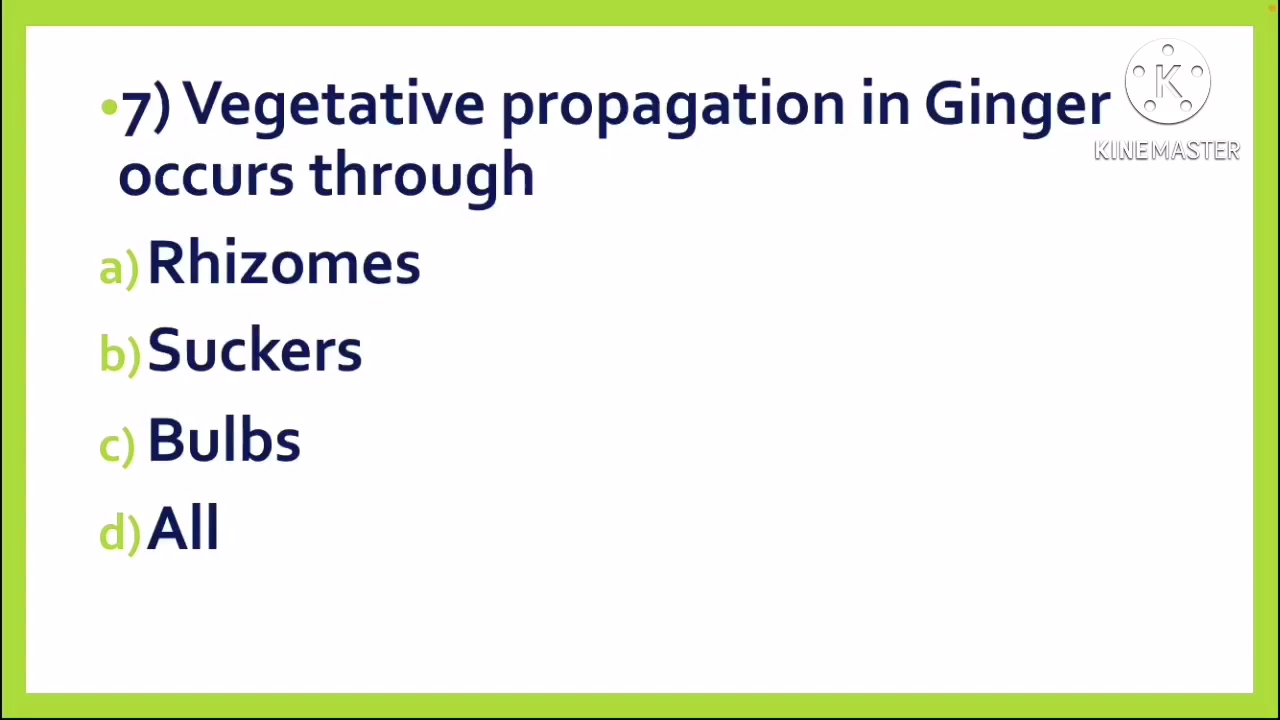 •7) Vegetative propagation in Ginger
occurs through
a) Rhizomes
b) Suckers
c) Bulbs
d) All
K
KINEMASTER